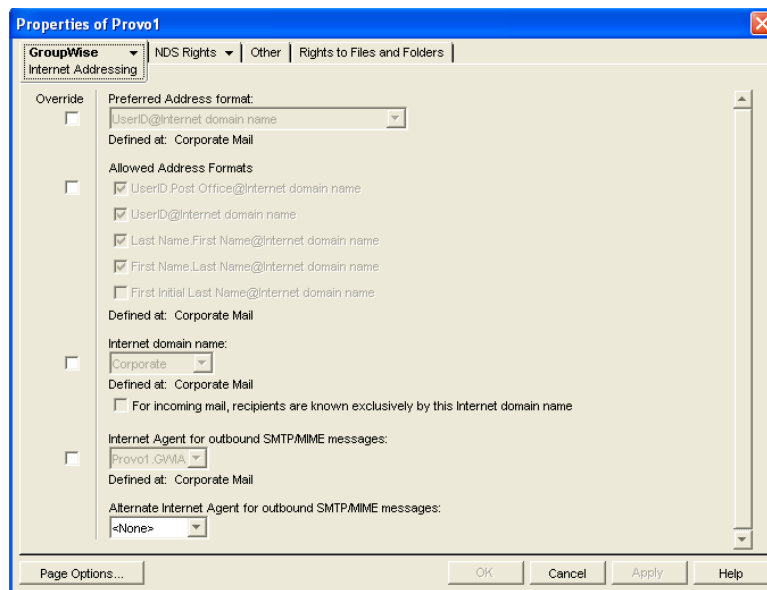 Properties of Provo1
GroupWise NDS Rights Other Rights to Files and Folders
Internet Addressing
Override Preferred Address format:
UserID@Internet domain name
Defined at: Corporate Mail
Allowed Address Formats
UserID.Post Office@Internet domain name
UserID@Internet domain name
Last Name.First Name@Internet domain name
First Name.Last Name@Internet domain name
First Initial Last Name@Internet domain name
Defined at: Corporate Mail
Internet domain name:
Corporate
Defined at: Corporate Mail
For incoming mail, recipients are known exclusively by this Internet domain name
Internet Agent for outbound SMTP/MIME messages:
Provo1.GWIA
Defined at: Corporate Mail
Alternate Internet Agent for outbound SMTP/MIME messages:
<None>
Page Options... OK Cancel Apply Help